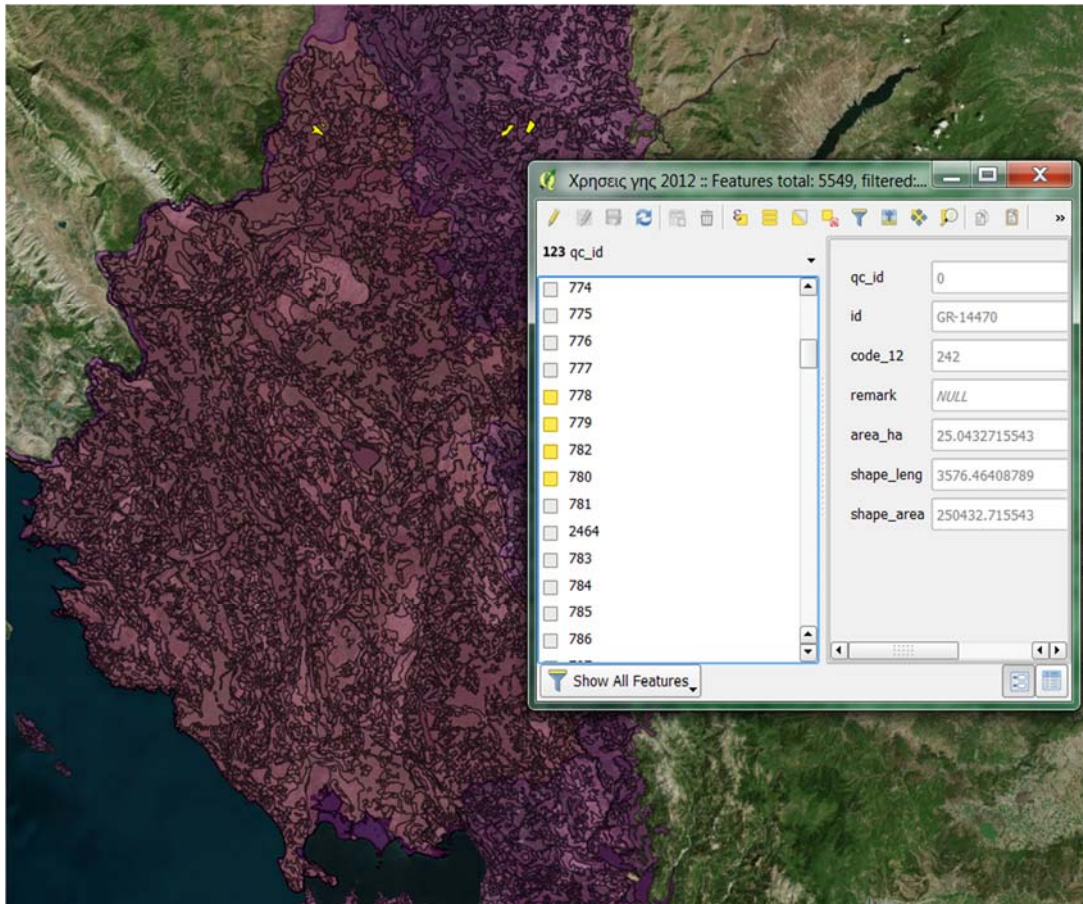 Χρησεις γης 2012 :: Features total: 5549, filtered:...
»
123 qc_id
774
775
776
777
778
779
782
780
781
2464
783
784
785
786
qc_id 0
id GR-14470
code_12 242
remark NULL
area_ha 25.0432715543
shape_leng 3576.46408789
shape_area 250432.715543
Show All Features